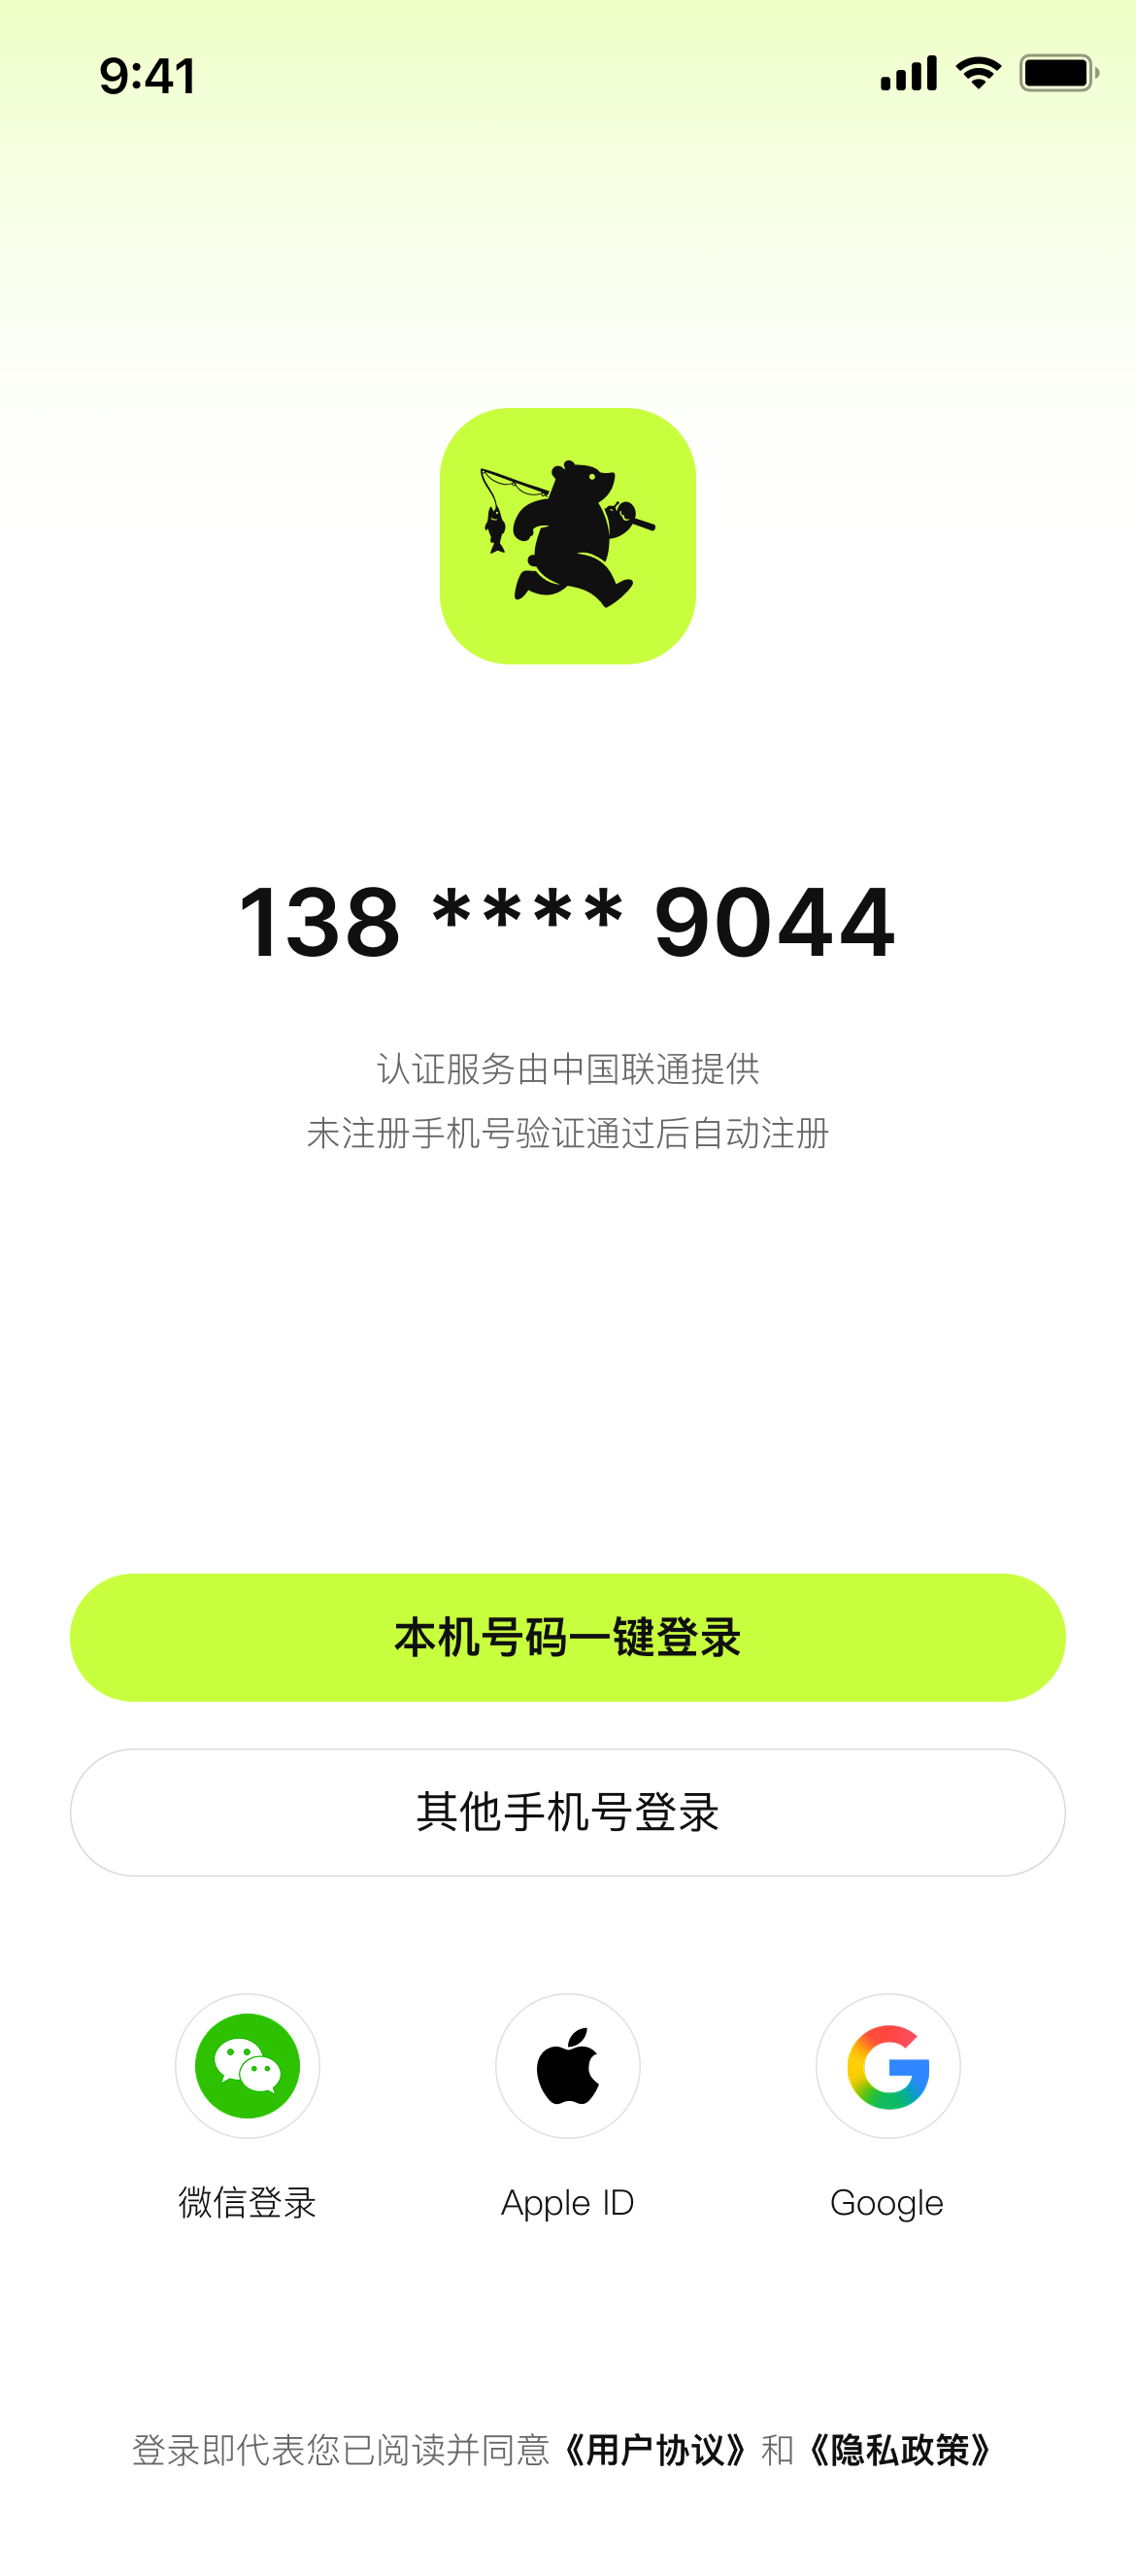 9:41
138 **** 9044
认证服务由中国联通提供
未注册手机号验证通过后自动注册
本机号码一键登录
其他手机号登录
微信登录
Apple ID
Google
登录即代表您已阅读并同意《用户协议》和《隐私政策》